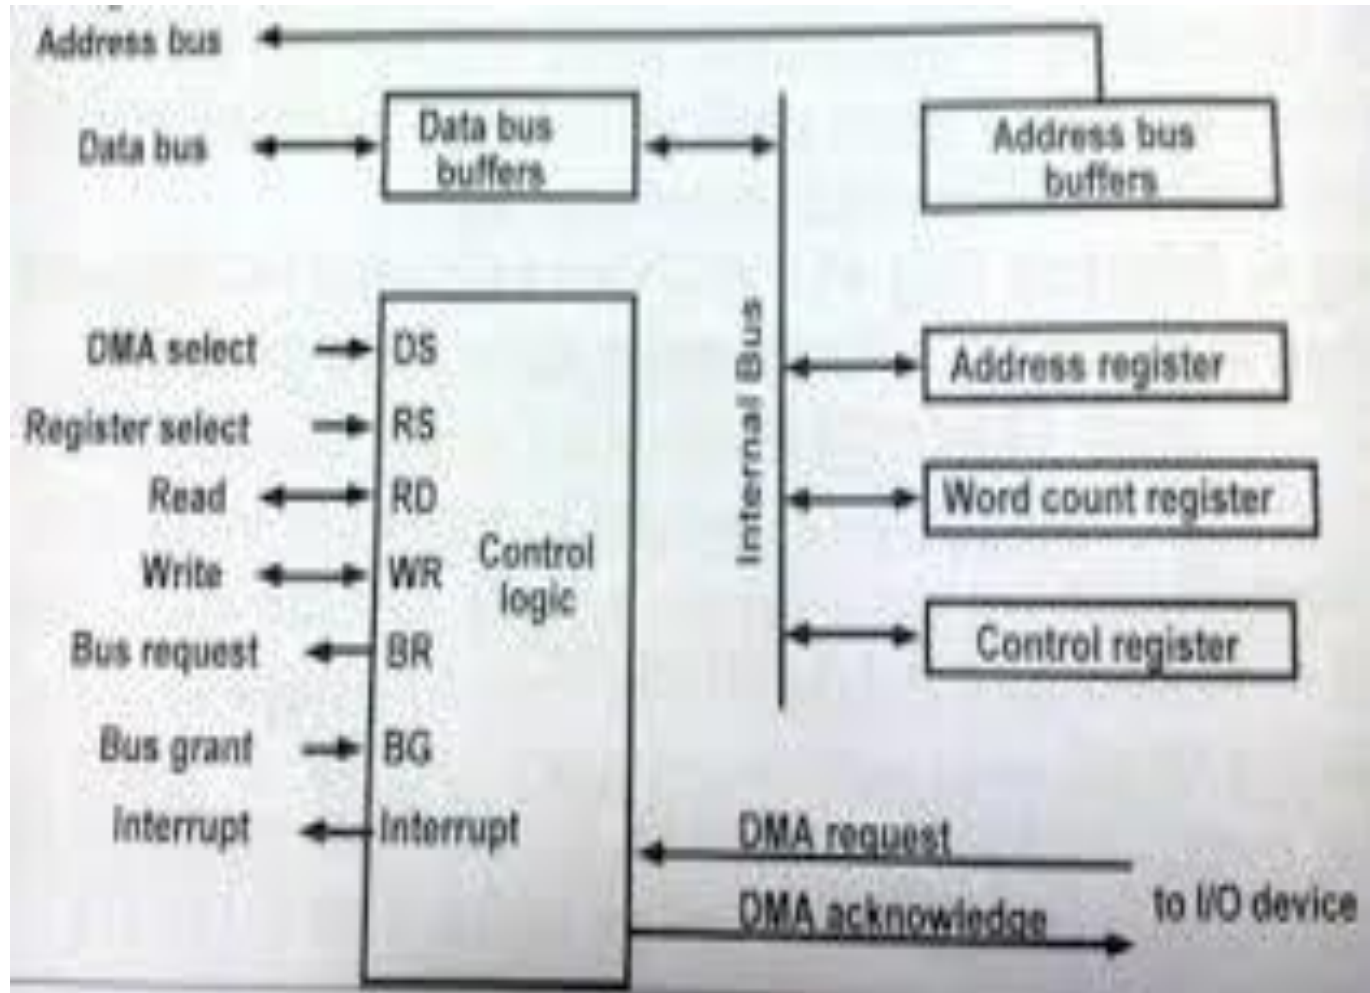 Address bus
Data bus
Data bus
buffers
Address bus
buffers
DMA select
DS
Register select
RS
Read
RD
Write
WR
Control
logic
Bus request
BR
Bus grant
BG
Interrupt
Interrupt
Internal Bus
Address register
Word count register
Control register
DMA request
DMA acknowledge
to I/O device